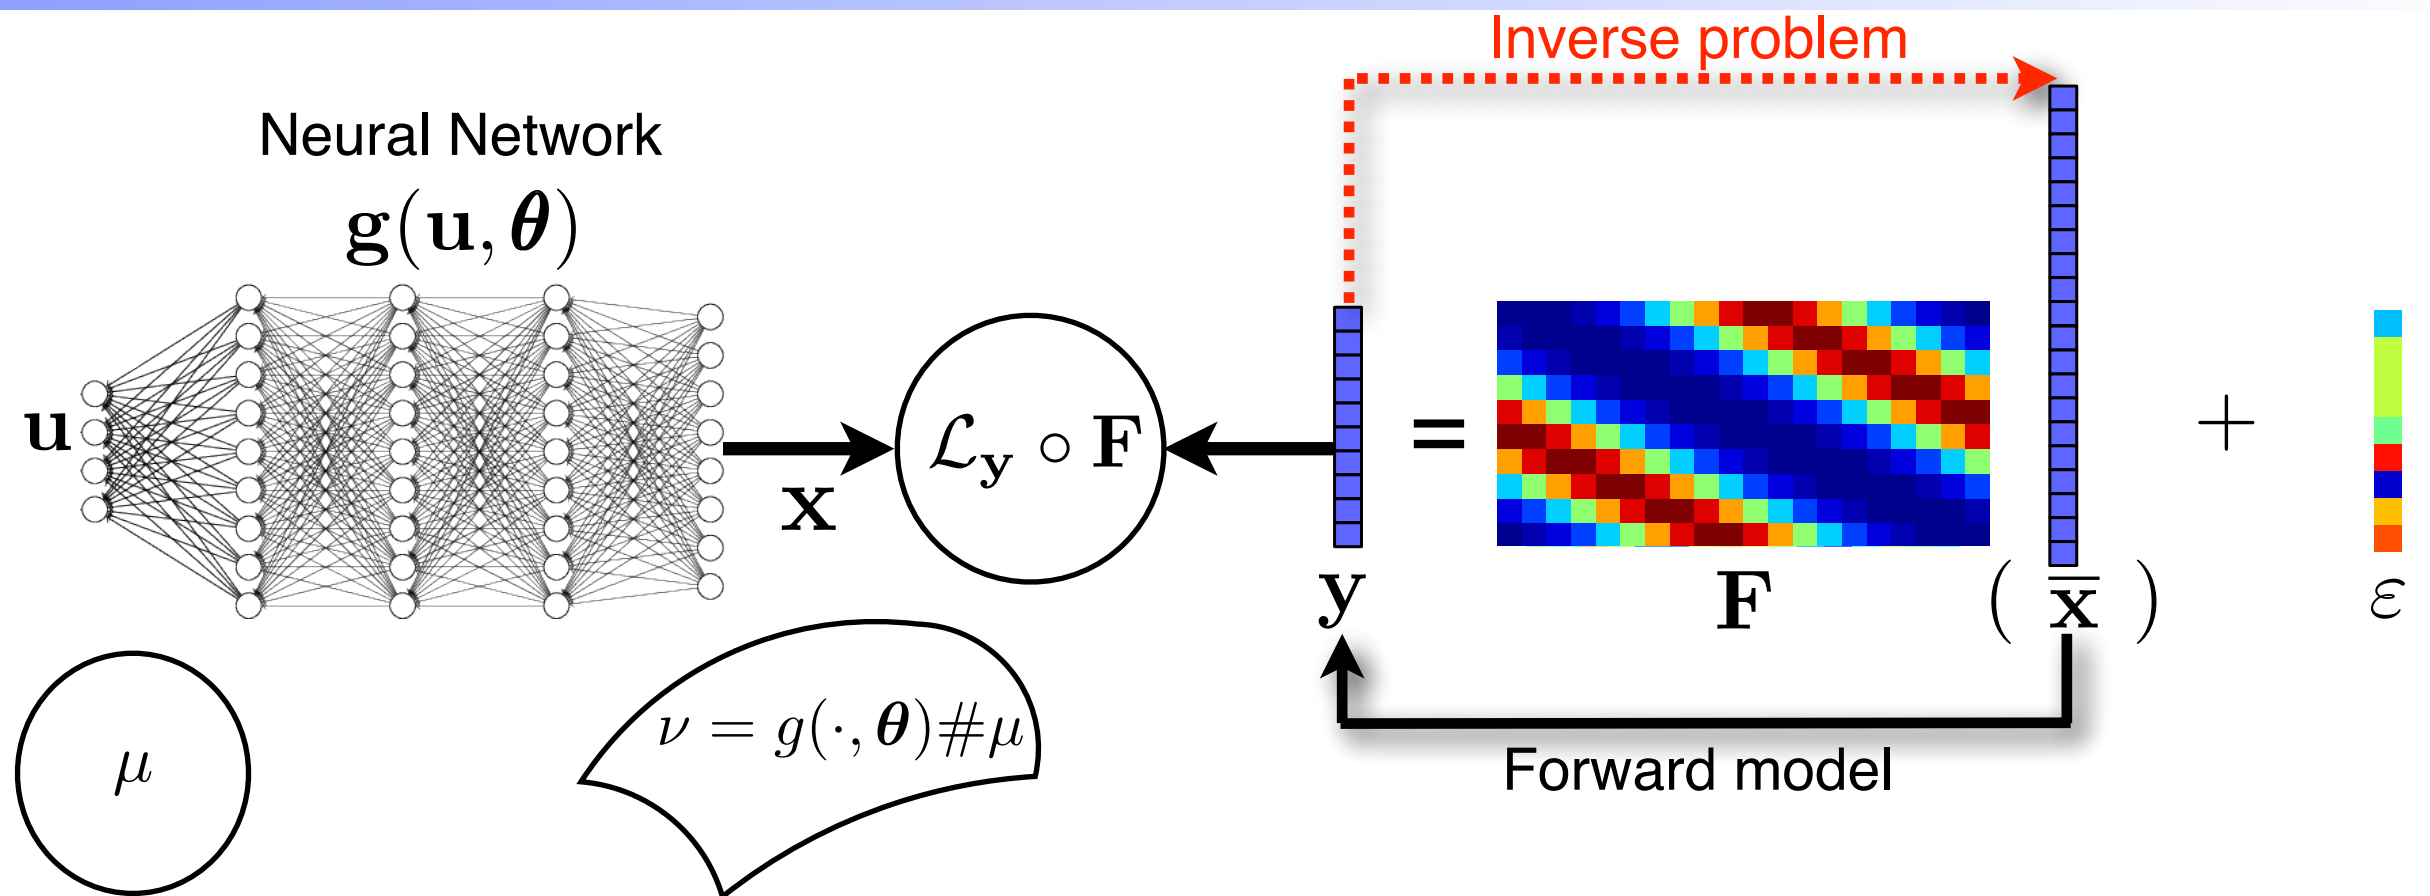 Inverse problem
Neural Network
g(u, θ)
u
x
𝓛_y ∘ F
=
+
y
F
( x̅ )
ε
μ
ν = g(·, θ)#μ
Forward model